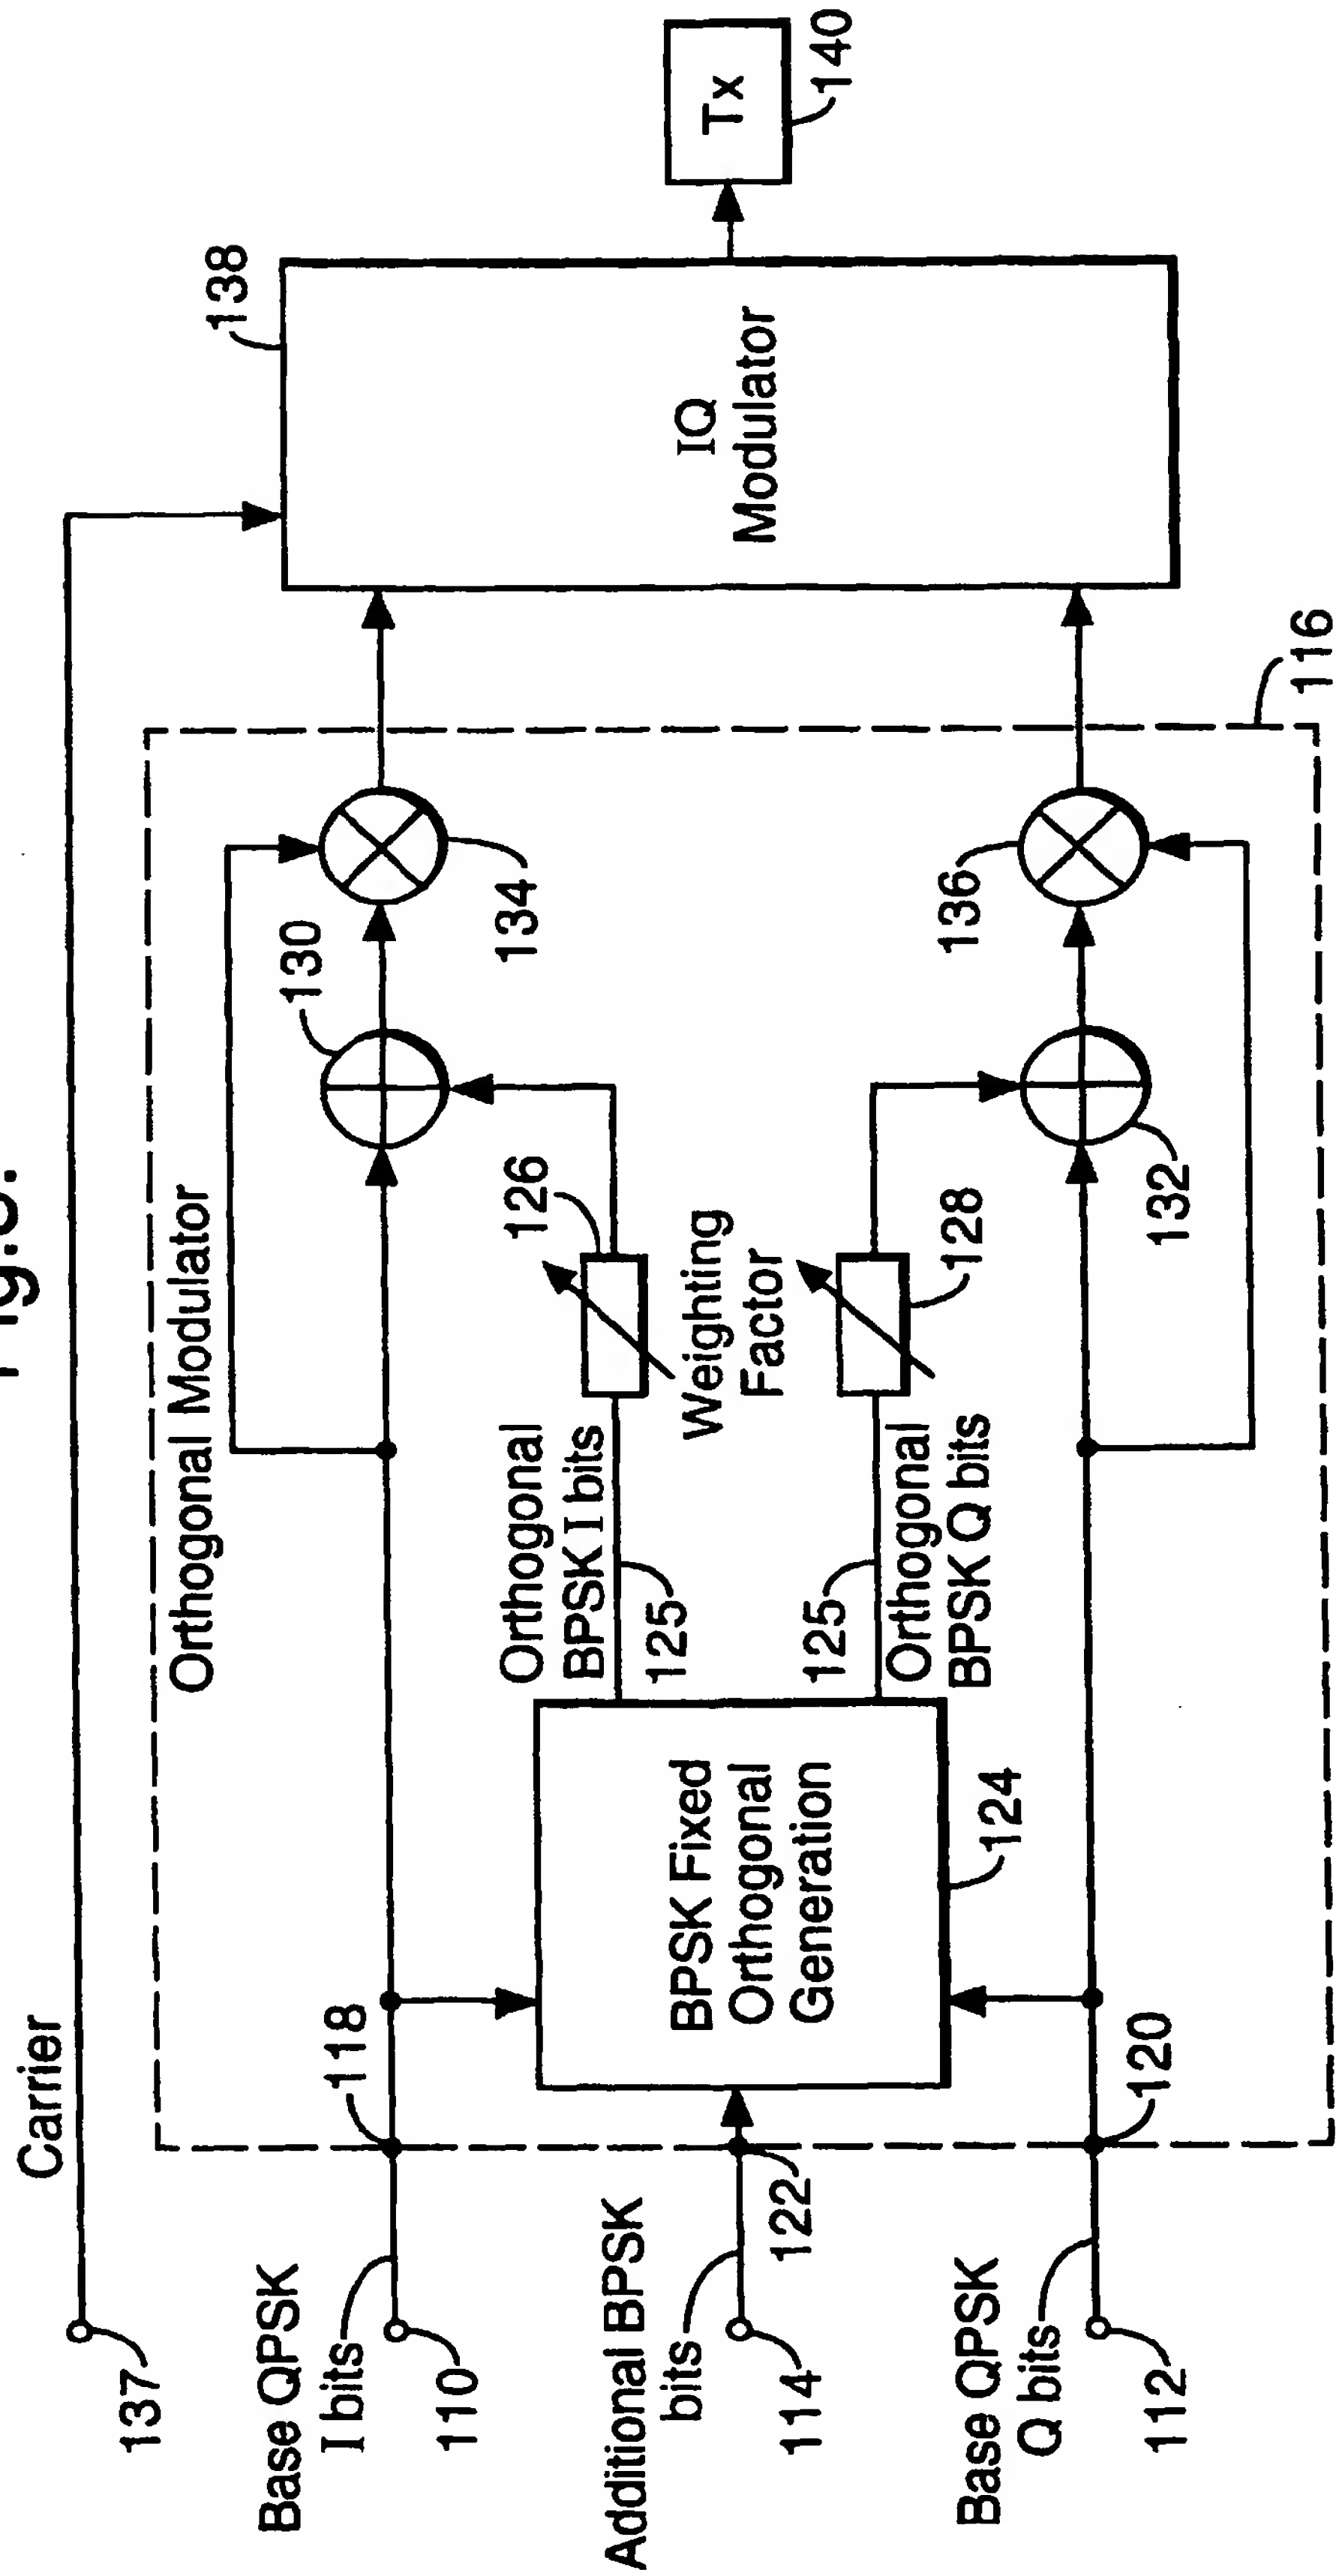 Carrier
137
Orthogonal Modulator
138
Base QPSK
I bits
110
118
130
134
IQ
Modulator
Tx
140
Additional BPSK
bits
114
122
BPSK Fixed
Orthogonal
Generation
124
Orthogonal
BPSK I bits
125
126
Weighting
Factor
125
Orthogonal
BPSK Q bits
128
136
132
Base QPSK
Q bits
112
120
116